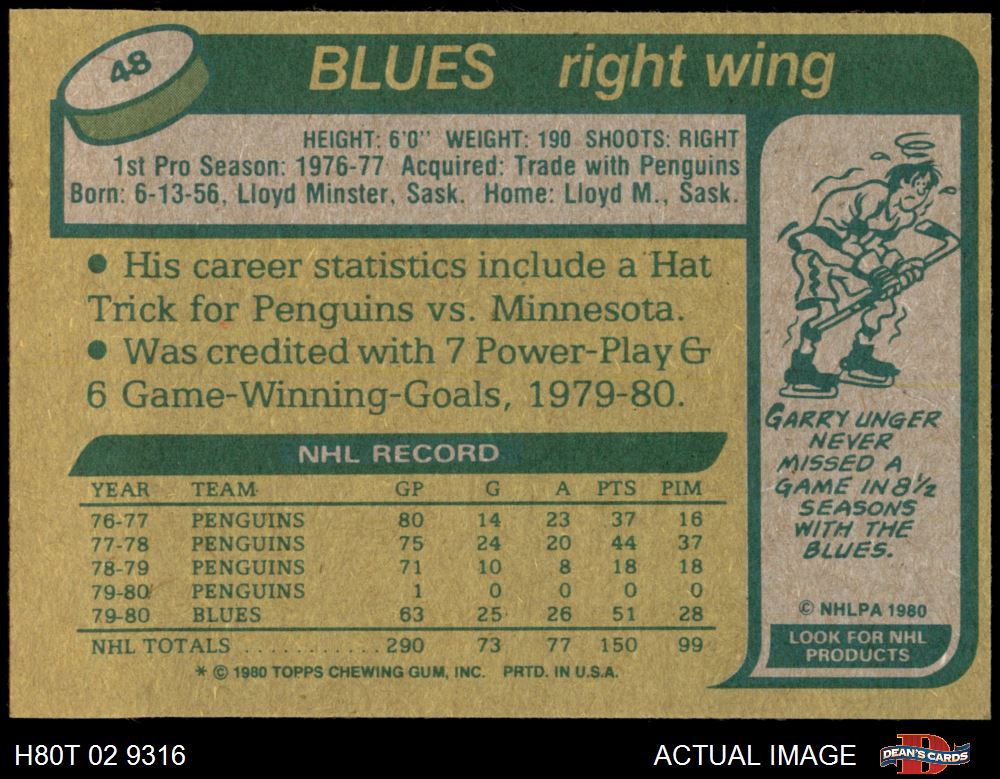 48
BLUES right wing
HEIGHT: 6'0" WEIGHT: 190 SHOOTS: RIGHT
1st Pro Season: 1976-77 Acquired: Trade with Penguins
Born: 6-13-56, Lloyd Minster, Sask. Home: Lloyd M., Sask.
• His career statistics include a Hat
Trick for Penguins vs. Minnesota.
• Was credited with 7 Power-Play &
6 Game-Winning-Goals, 1979-80.
NHL RECORD
YEAR TEAM GP G A PTS PIM
76-77 PENGUINS 80 14 23 37 16
77-78 PENGUINS 75 24 20 44 37
78-79 PENGUINS 71 10 8 18 18
79-80 PENGUINS 1 0 0 0 0
79-80 BLUES 63 25 26 51 28
NHL TOTALS ........... 290 73 77 150 99
* © 1980 TOPPS CHEWING GUM, INC. PRTD. IN U.S.A.
GARRY UNGER
NEVER
MISSED A
GAME IN 8½
SEASONS
WITH THE
BLUES.
© NHLPA 1980
LOOK FOR NHL
PRODUCTS
H80T 02 9316
ACTUAL IMAGE
DEAN'S CARDS